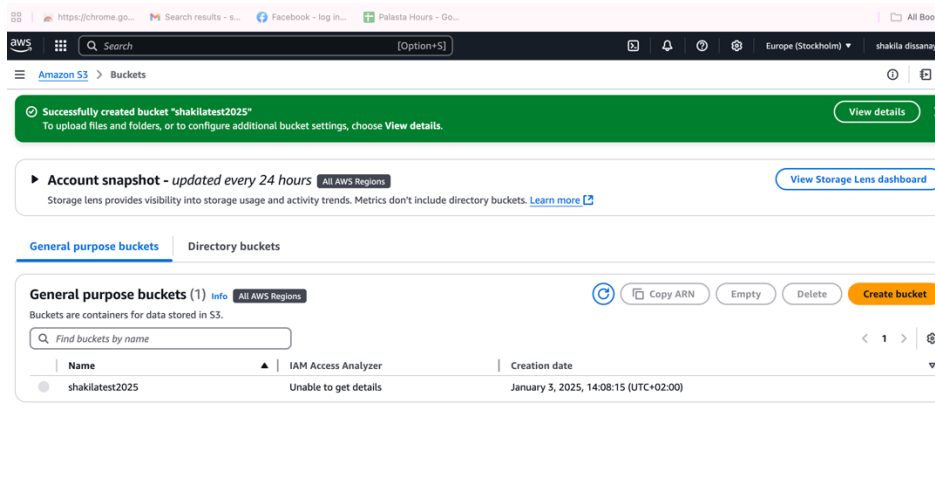 https://chrome.go... Search results - s... Facebook - log in... Palasta Hours - Go... All Boo
aws Search [Option+S] Europe (Stockholm) shakila dissanay
Amazon S3 > Buckets
Successfully created bucket "shakilatest2025" View details
To upload files and folders, or to configure additional bucket settings, choose View details.
Account snapshot - updated every 24 hours All AWS Regions View Storage Lens dashboard
Storage lens provides visibility into storage usage and activity trends. Metrics don't include directory buckets. Learn more
General purpose buckets Directory buckets
General purpose buckets (1) Info All AWS Regions Copy ARN Empty Delete Create bucket
Buckets are containers for data stored in S3.
Find buckets by name < 1 >
Name IAM Access Analyzer Creation date
shakilatest2025 Unable to get details January 3, 2025, 14:08:15 (UTC+02:00)